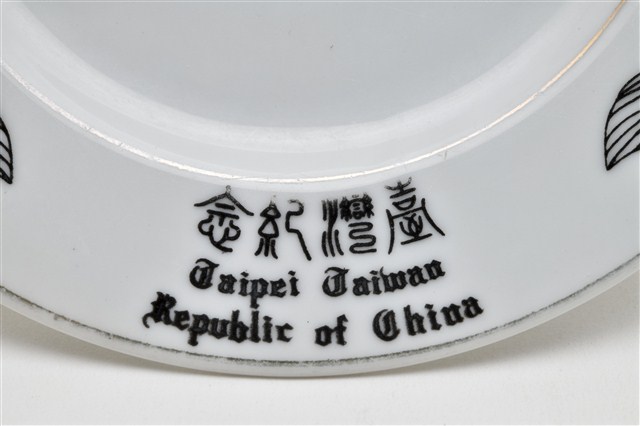 臺灣紀念
Taipei Taiwan
Republic of China